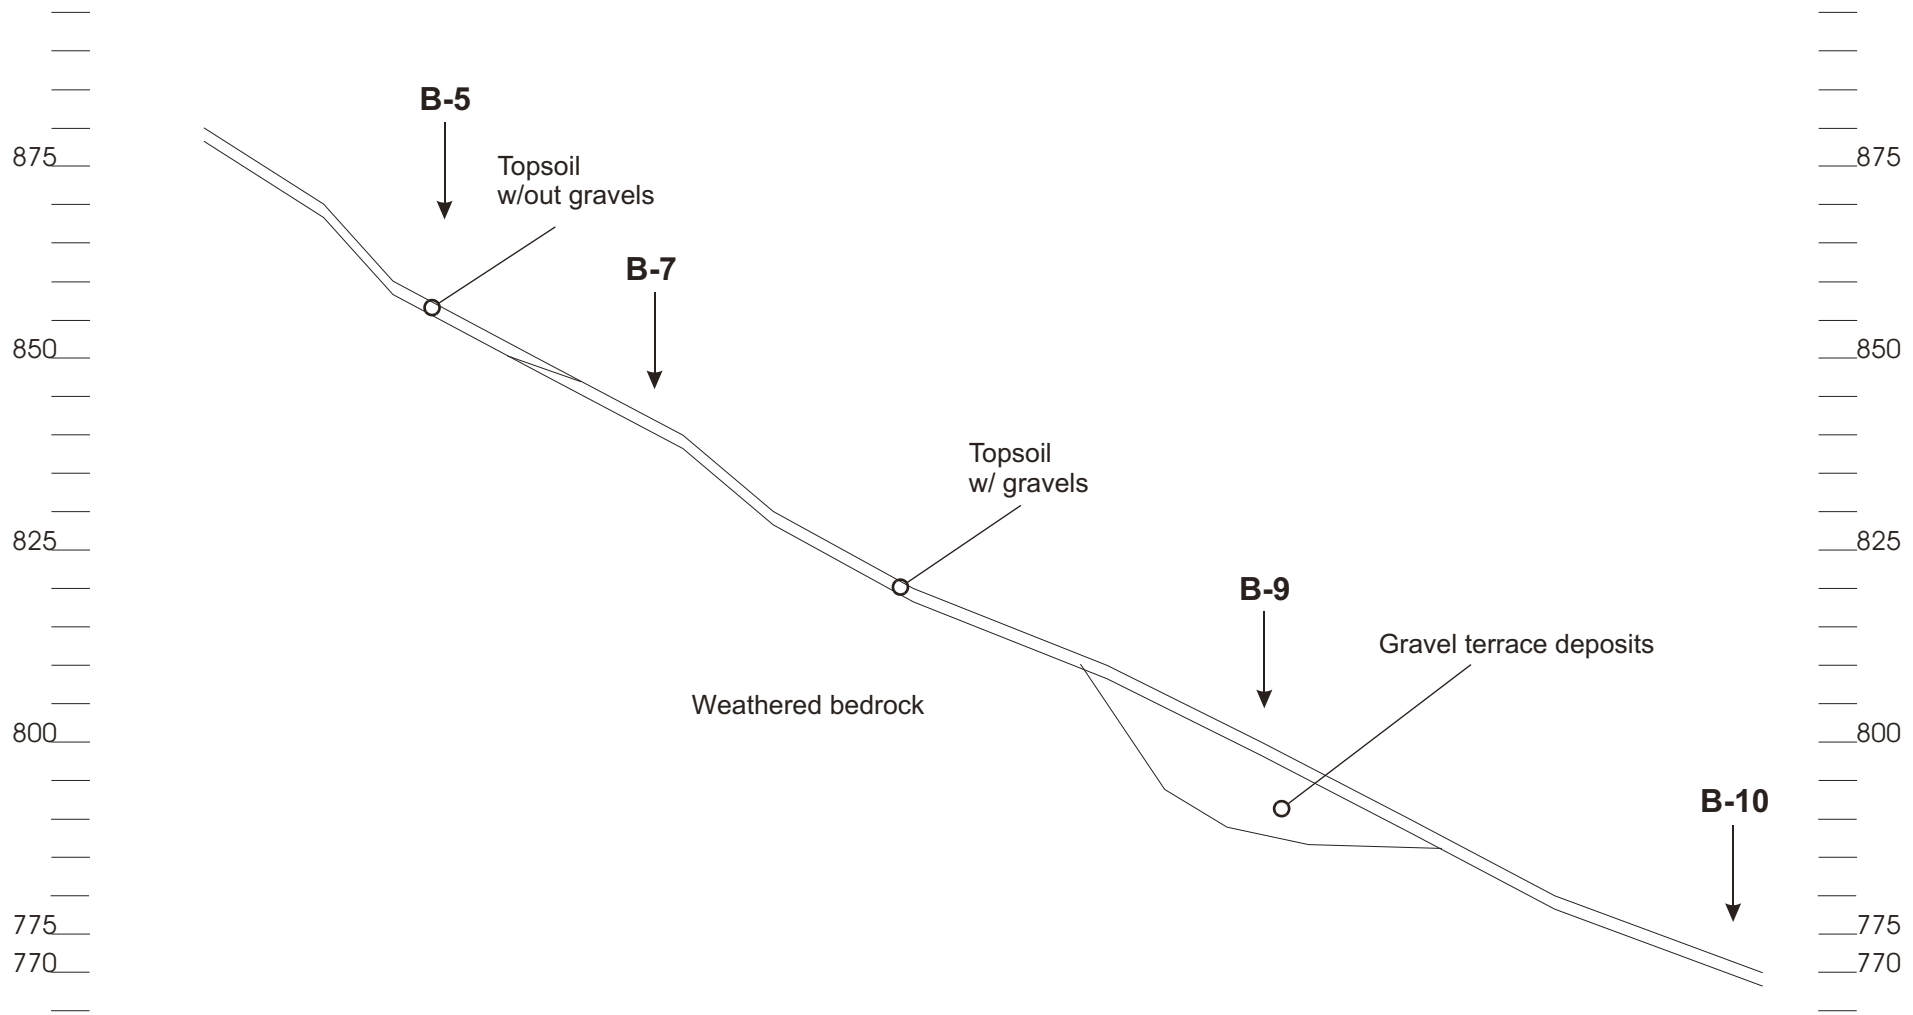 B-5
875
Topsoil
w/out gravels
875
B-7
850
850
Topsoil
w/ gravels
825
825
B-9
Gravel terrace deposits
Weathered bedrock
800
800
B-10
775
775
770
770